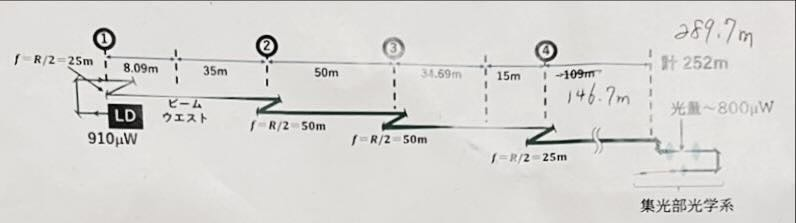 289.7m
① ② ③ ④
f=R/2=25m
8.09m 35m 50m 34.69m 15m 109m 計 252m
146.7m
ビーム
ウエスト
LD
910μW
f=R/2=50m
f=R/2=50m
f=R/2=25m
光量~800μW
集光部光学系